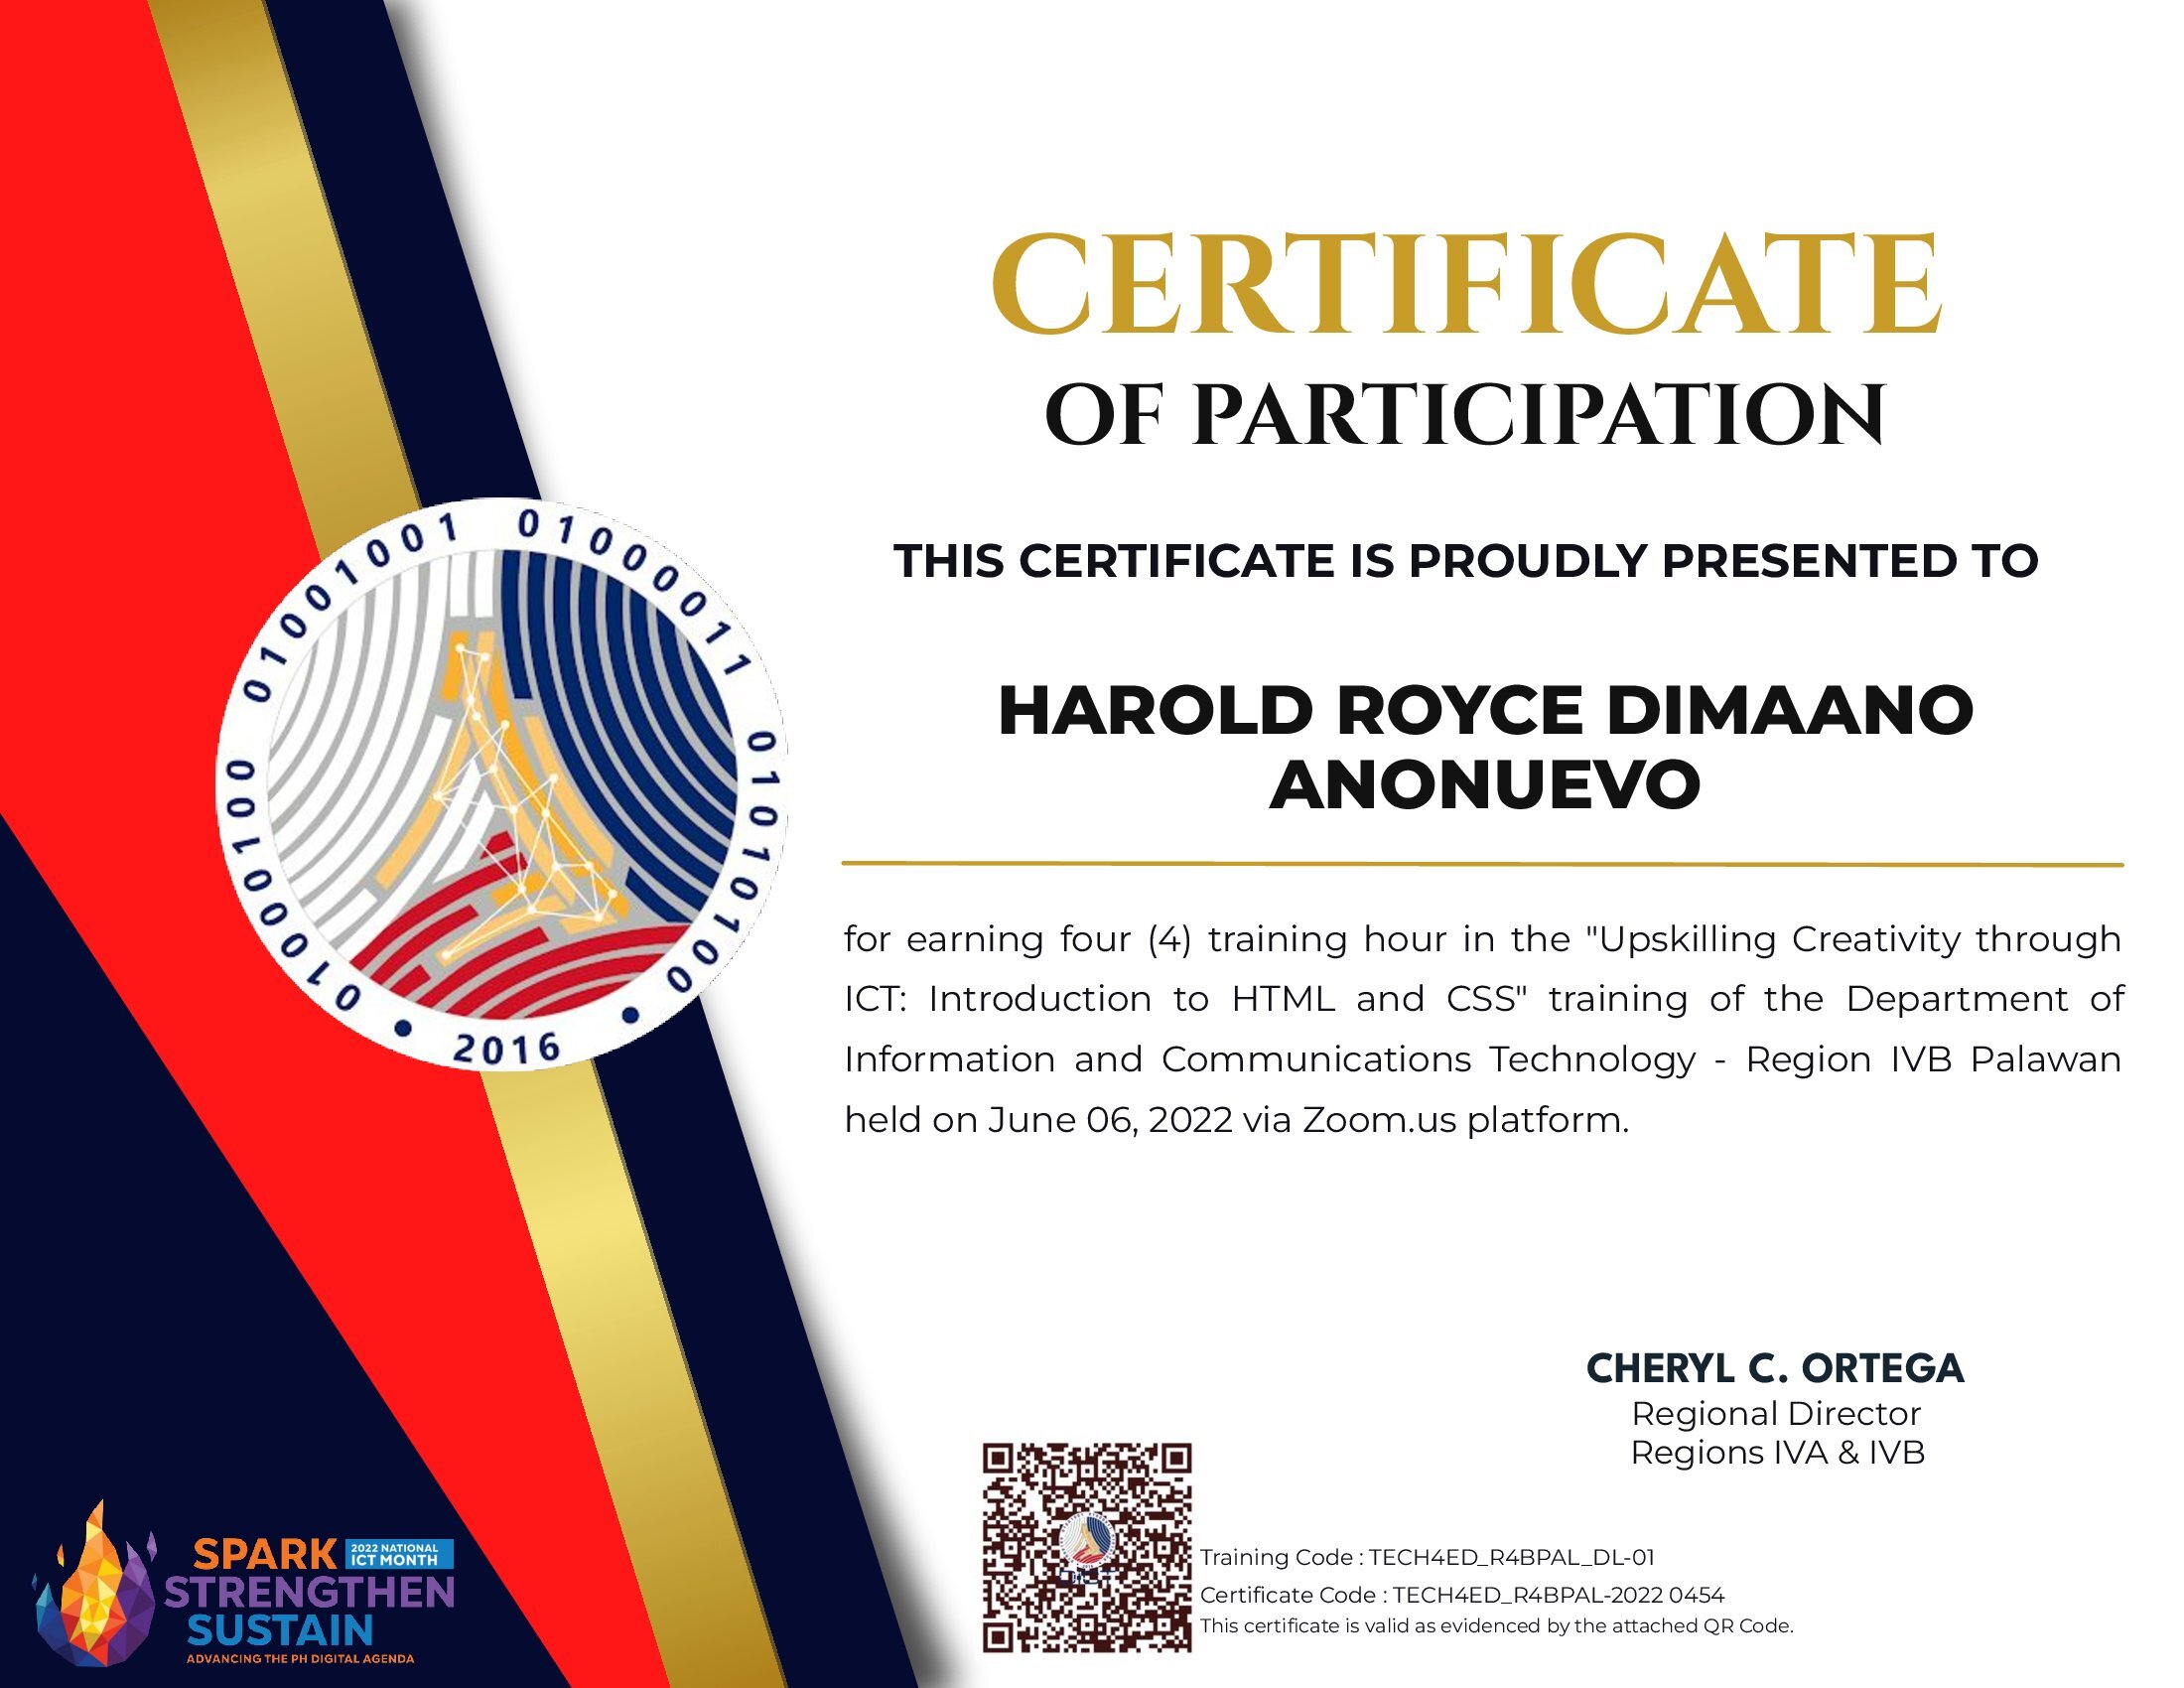 CERTIFICATE
OF PARTICIPATION
THIS CERTIFICATE IS PROUDLY PRESENTED TO
HAROLD ROYCE DIMAANO
ANONUEVO
for earning four (4) training hour in the "Upskilling Creativity through
ICT: Introduction to HTML and CSS" training of the Department of
Information and Communications Technology - Region IVB Palawan
held on June 06, 2022 via Zoom.us platform.
01000100 01001001 01000011 01010100
2016
CHERYL C. ORTEGA
Regional Director
Regions IVA & IVB
Training Code : TECH4ED_R4BPAL_DL-01
Certificate Code : TECH4ED_R4BPAL-2022 0454
This certificate is valid as evidenced by the attached QR Code.
SPARK
2022 NATIONAL
ICT MONTH
STRENGTHEN
SUSTAIN
ADVANCING THE PH DIGITAL AGENDA